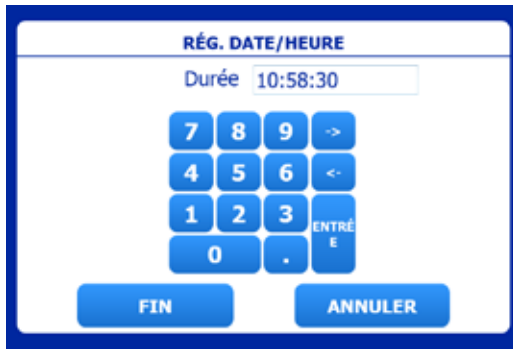 RÉG. DATE/HEURE
Durée 10:58:30
7 8 9 ->
4 5 6 <-
1 2 3 ENTRÉ
E
0 .
FIN ANNULER